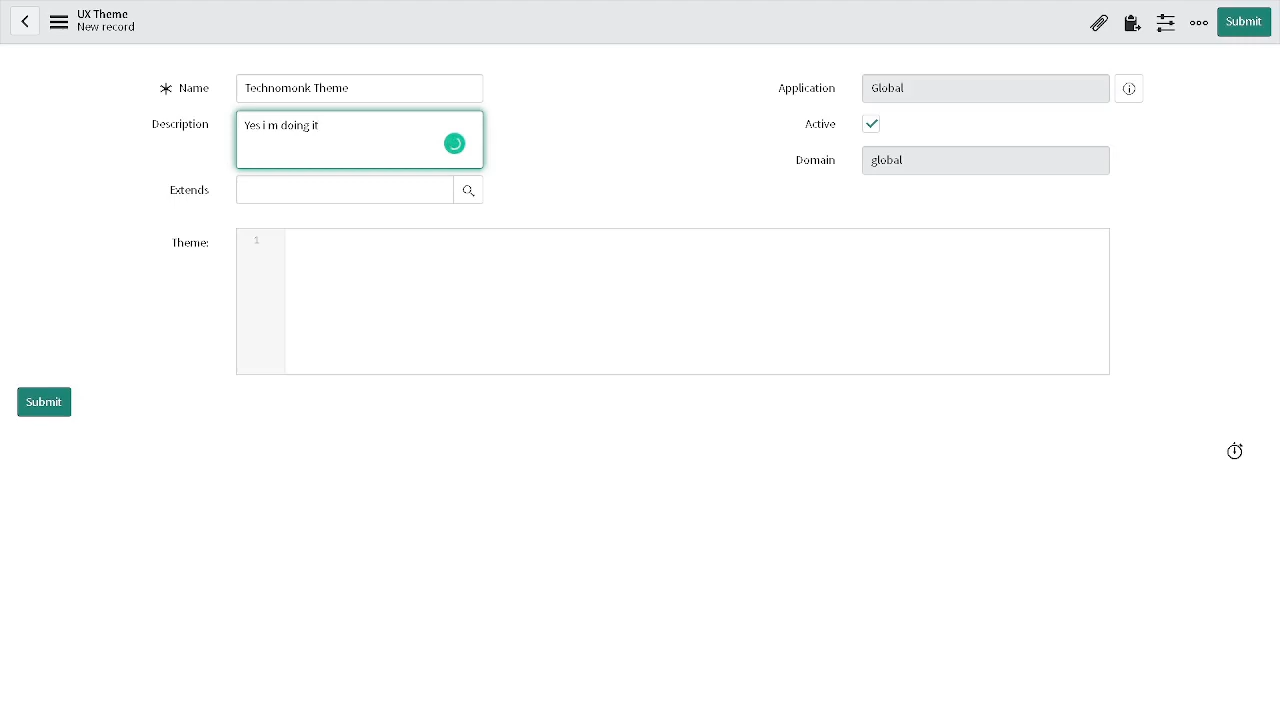 UX Theme
New record
Submit
Name
Technomonk Theme
Application
Global
Description
Yes i m doing it
Active
Domain
global
Extends
Theme:
1
Submit